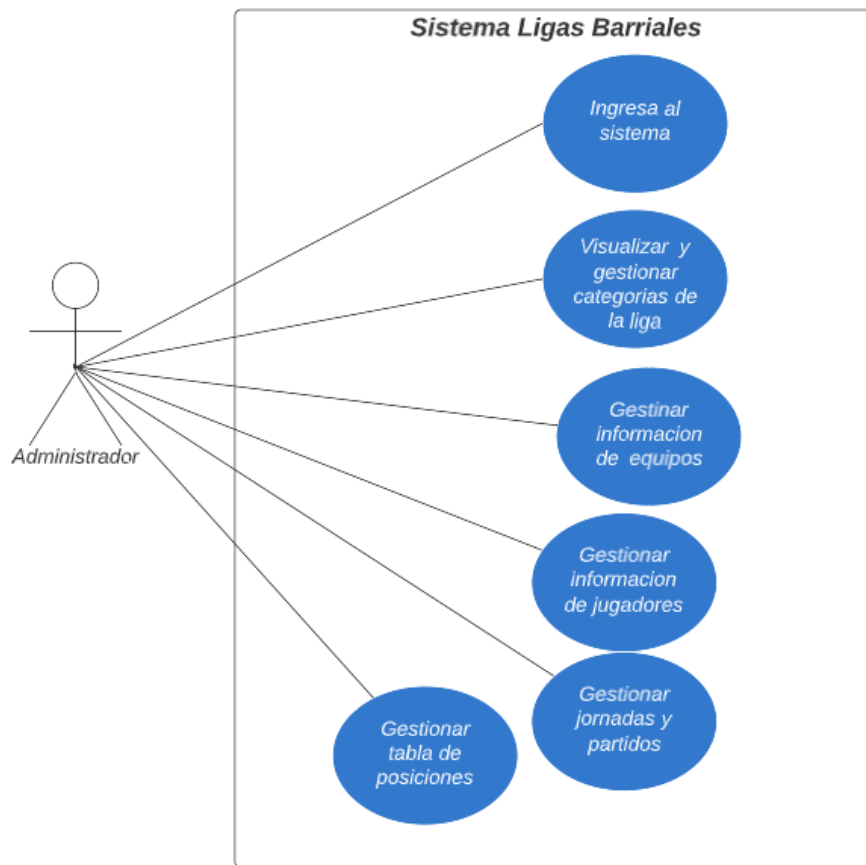 Sistema Ligas Barriales
Ingresa al
sistema
Visualizar y
gestionar
categorias de
la liga
Gestinar
informacion
de equipos
Administrador
Gestionar
informacion
de jugadores
Gestionar
jornadas y
partidos
Gestionar
tabla de
posiciones